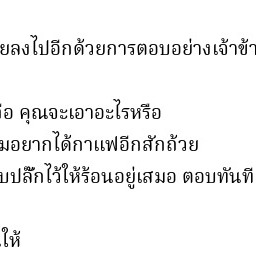 ยลงไปอีกด้วยการตอบอย่างเจ้าข้า
คุณจะเอาอะไรหรือ
มอยากได้กาแฟอีกสักถ้วย
บปลั๊กไว้ให้ร้อนอยู่เสมอ ตอบทันที
ให้